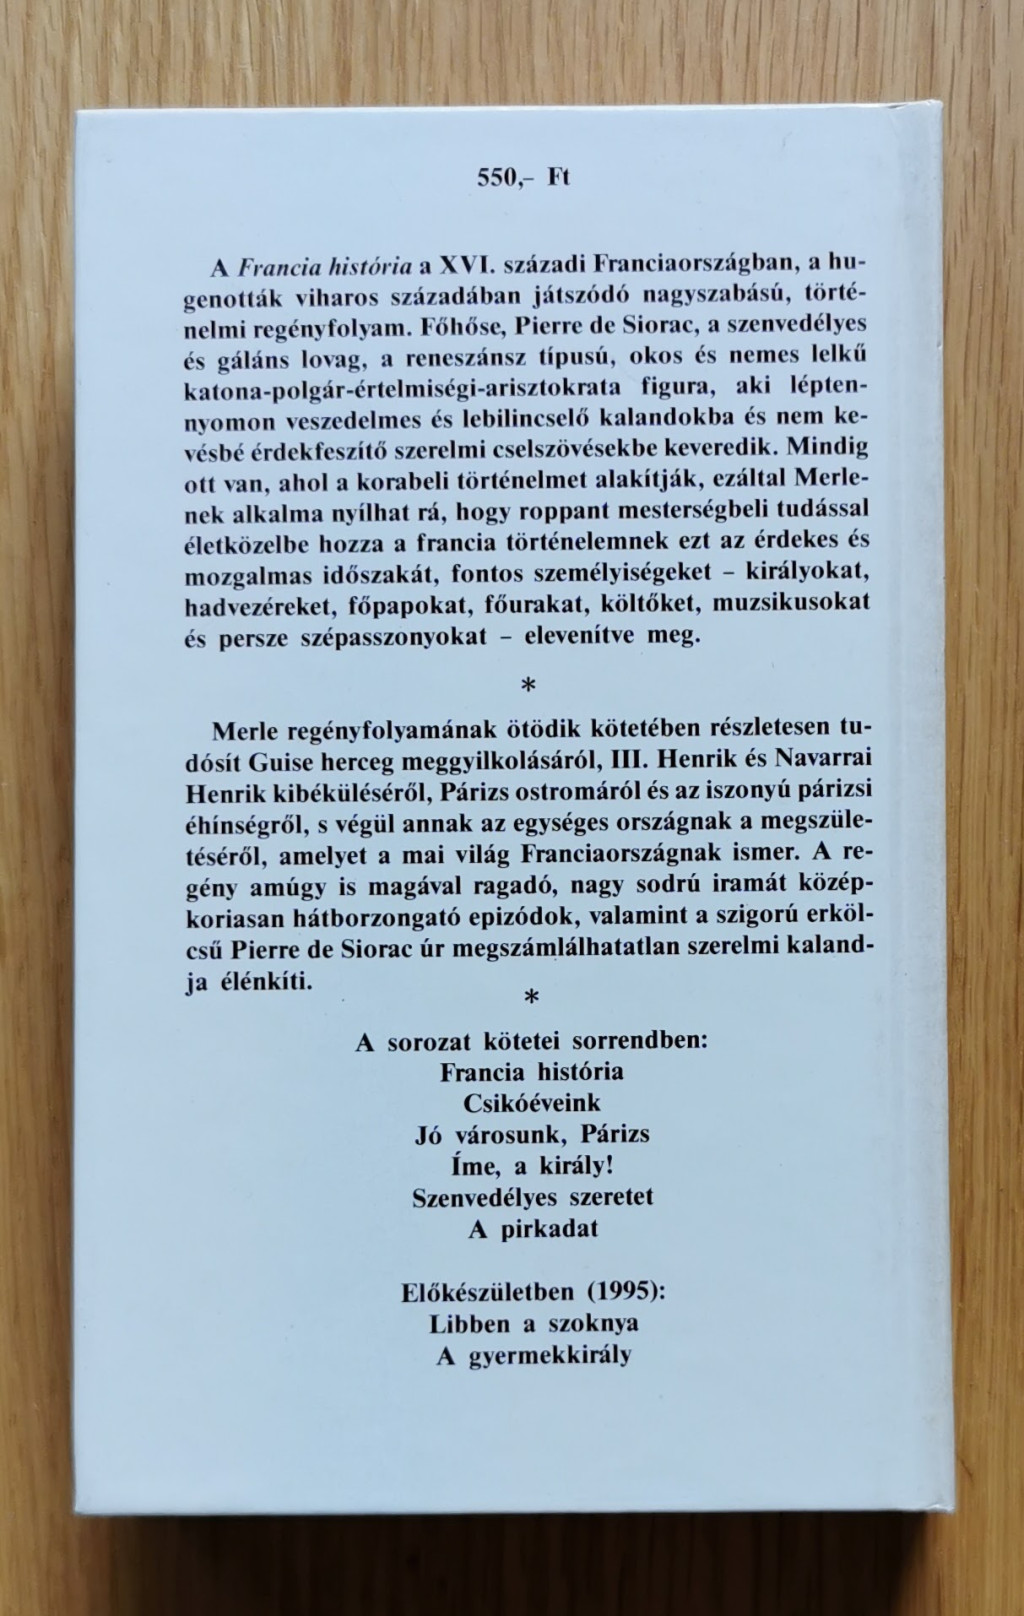 550,– Ft
A Francia história a XVI. századi Franciaországban, a hu-
genották viharos századában játszódó nagyszabású, törté-
nelmi regényfolyam. Főhőse, Pierre de Siorac, a szenvedélyes
és gáláns lovag, a reneszánsz típusú, okos és nemes lelkű
katona-polgár-értelmiségi-arisztokrata figura, aki lépten-
nyomon veszedelmes és lebilincselő kalandokba és nem ke-
vésbé érdekfeszítő szerelmi cselszövésekbe keveredik. Mindig
ott van, ahol a korabeli történelmet alakítják, ezáltal Merle-
nek alkalma nyílhat rá, hogy roppant mesterségbeli tudással
életközelbe hozza a francia történelemnek ezt az érdekes és
mozgalmas időszakát, fontos személyiségeket – királyokat,
hadvezéreket, főpapokat, főurakat, költőket, muzsikusokat
és persze szépasszonyokat – elevenítve meg.
*
Merle regényfolyamának ötödik kötetében részletesen tu-
dósít Guise herceg meggyilkolásáról, III. Henrik és Navarrai
Henrik kibéküléséről, Párizs ostromáról és az iszonyú párizsi
éhínségről, s végül annak az egységes országnak a megszüle-
téséről, amelyet a mai világ Franciaországnak ismer. A re-
gény amúgy is magával ragadó, nagy sodrú iramát közép-
koriasan hátborzongató epizódok, valamint a szigorú erköl-
csű Pierre de Siorac úr megszámlálhatatlan szerelmi kaland-
ja élénkíti.
*
A sorozat kötetei sorrendben:
Francia história
Csikóéveink
Jó városunk, Párizs
Íme, a király!
Szenvedélyes szeretet
A pirkadat
Előkészületben (1995):
Libben a szoknya
A gyermekkirály